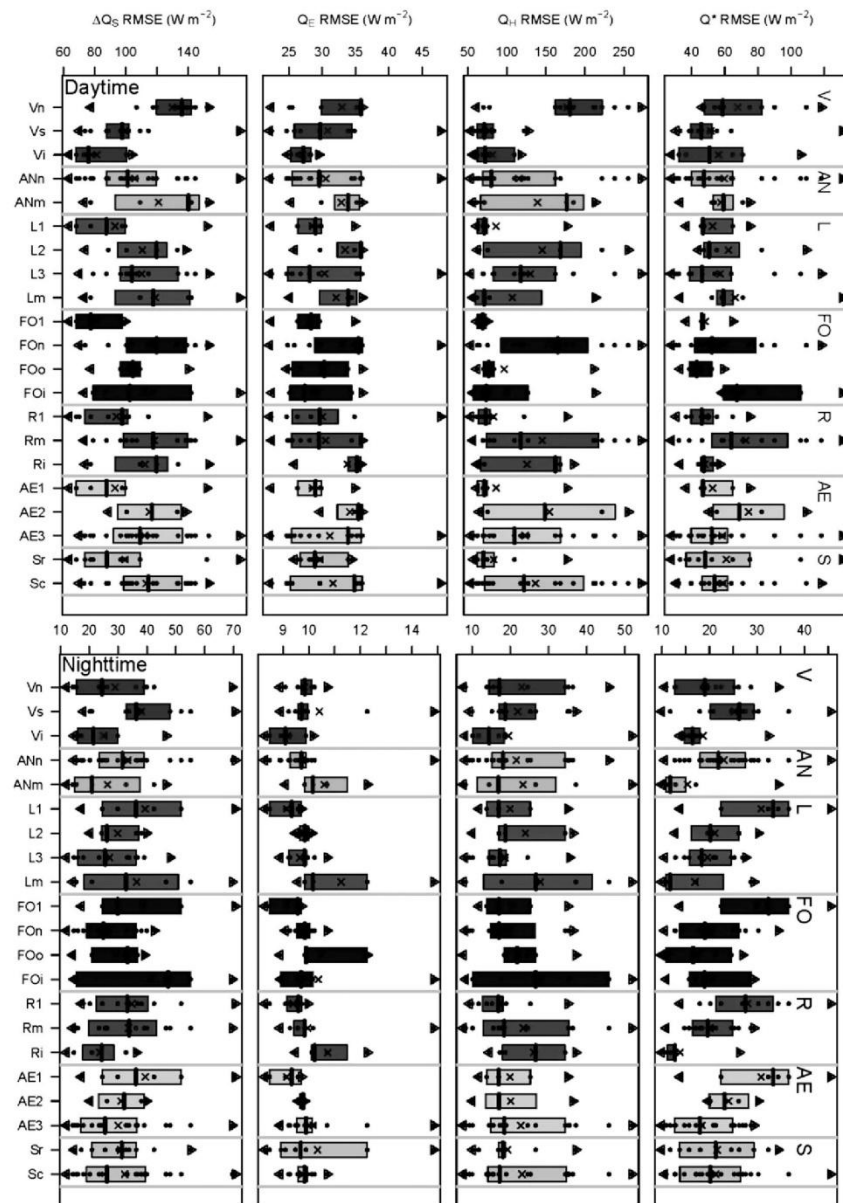 ΔQS RMSE (W m−2) QE RMSE (W m−2) QH RMSE (W m−2) Q* RMSE (W m−2)
60 80 100 120 140 25 30 35 40 45 50 100 150 200 250 40 60 80 100
Daytime
V
Vn
Vs
Vi
AN
ANn
ANm
L
L1
L2
L3
Lm
FO
FO1
FOn
FOo
FOi
R
R1
Rm
Ri
AE
AE1
AE2
AE3
S
Sr
Sc
10 20 30 40 50 60 70 9 10 11 12 14 10 20 30 40 50 10 20 30 40
Nighttime
V
Vn
Vs
Vi
AN
ANn
ANm
L
L1
L2
L3
Lm
FO
FO1
FOn
FOo
FOi
R
R1
Rm
Ri
AE
AE1
AE2
AE3
S
Sr
Sc